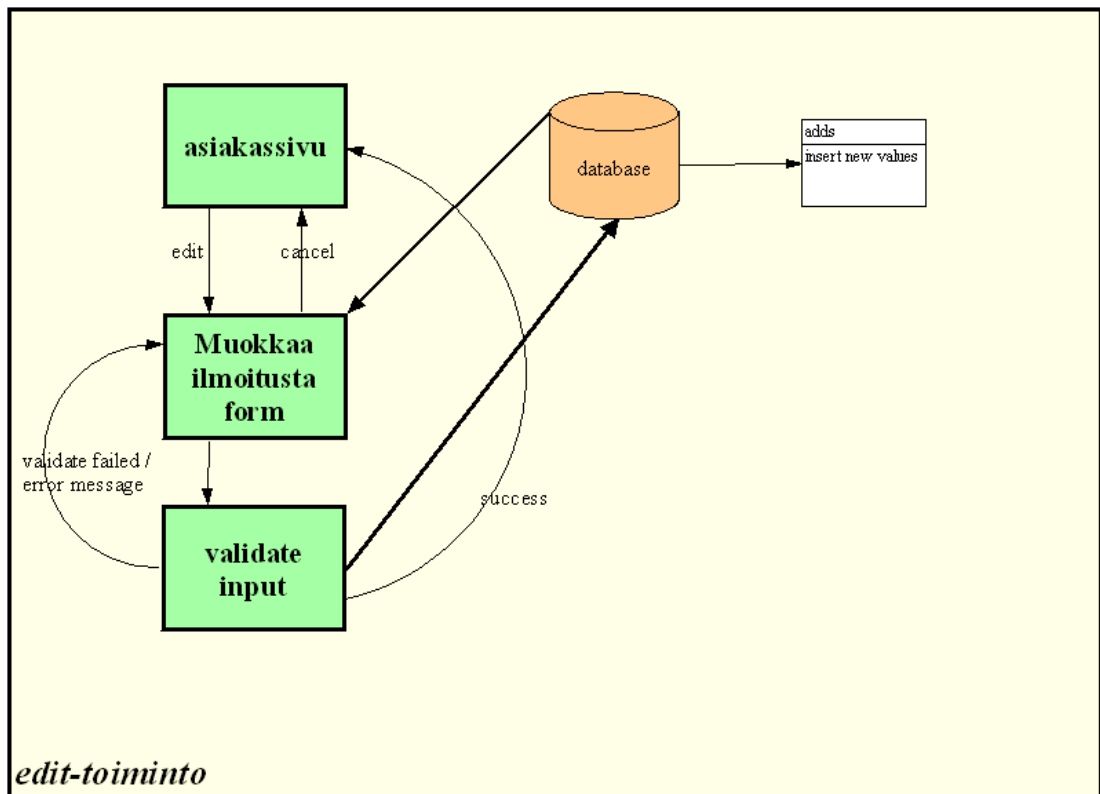 asiakassivu
database
adds
insert new values
edit
cancel
Muokkaa
ilmoitusta
form
validate failed /
error message
success
validate
input
edit-toiminto